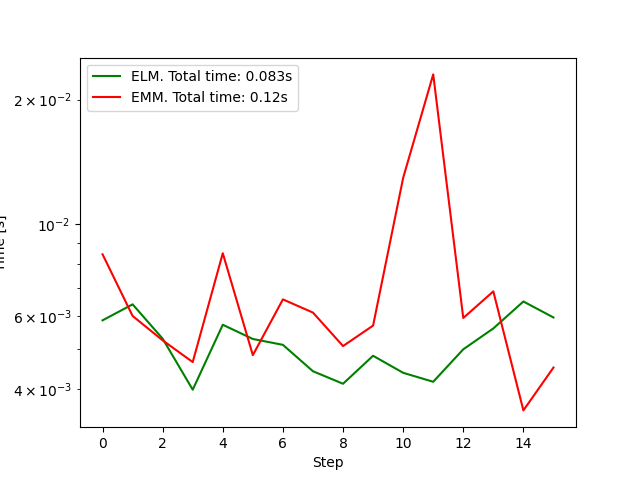 ELM. Total time: 0.083s
EMM. Total time: 0.12s
2 × 10⁻²
10⁻²
6 × 10⁻³
4 × 10⁻³
Time [s]
0 2 4 6 8 10 12 14
Step